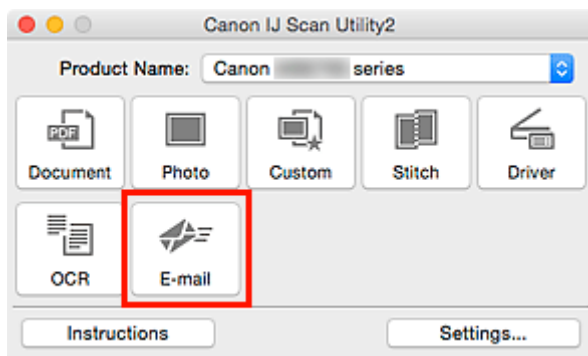 Canon IJ Scan Utility2
Product Name: Canon series
PDF
Document Photo Custom Stitch Driver
OCR E-mail
Instructions Settings...